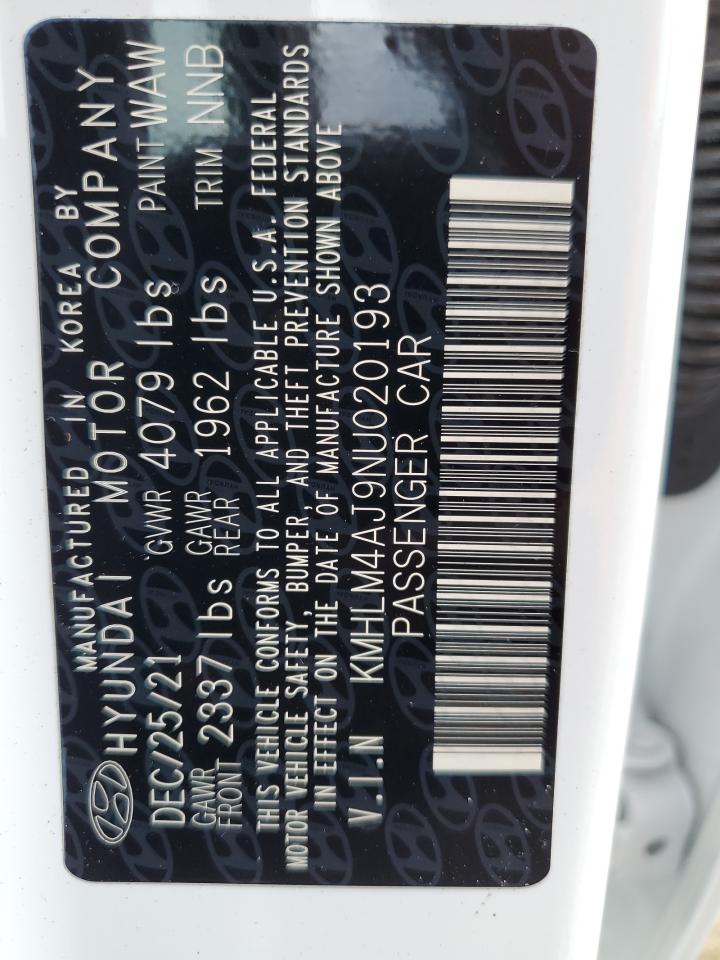 MANUFACTURED IN KOREA BY
HYUNDAI MOTOR COMPANY
DEC/25/21 GVWR 4079 lbs PAINT WAW
GAWR FRONT 2337 lbs GAWR REAR 1962 lbs TRIM NNB
THIS VEHICLE CONFORMS TO ALL APPLICABLE U.S.A. FEDERAL
MOTOR VEHICLE SAFETY, BUMPER, AND THEFT PREVENTION STANDARDS
IN EFFECT ON THE DATE OF MANUFACTURE SHOWN ABOVE
V.I.N KMHLM4AJ9NU020193
PASSENGER CAR